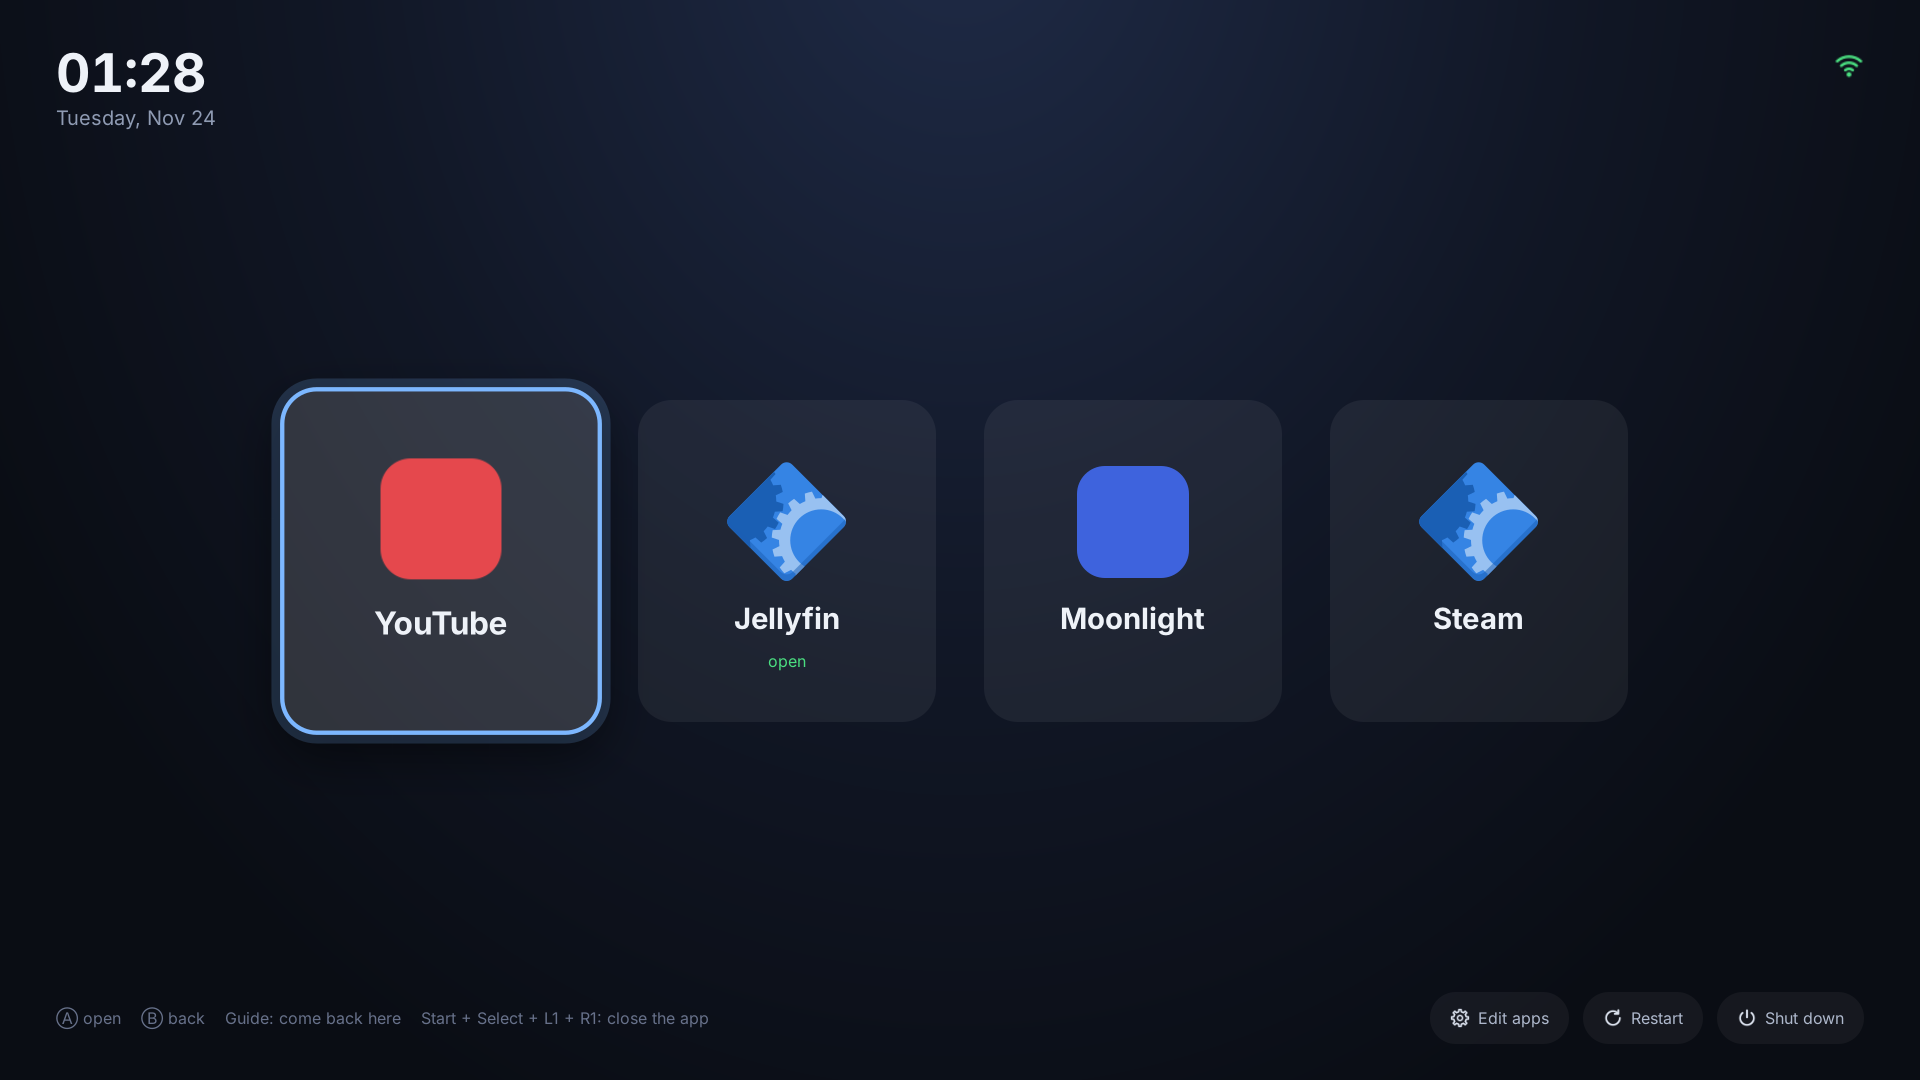 01:28
Tuesday, Nov 24
YouTube
Jellyfin
open
Moonlight
Steam
A open B back Guide: come back here Start + Select + L1 + R1: close the app
Edit apps
Restart
Shut down